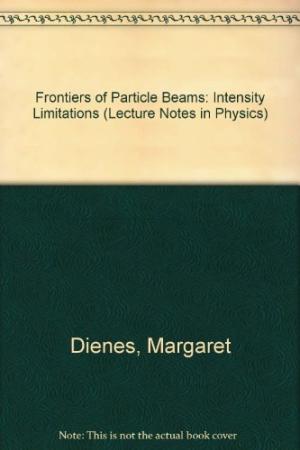 Frontiers of Particle Beams: Intensity
Limitations (Lecture Notes in Physics)
Dienes, Margaret
Note: This is not the actual book cover